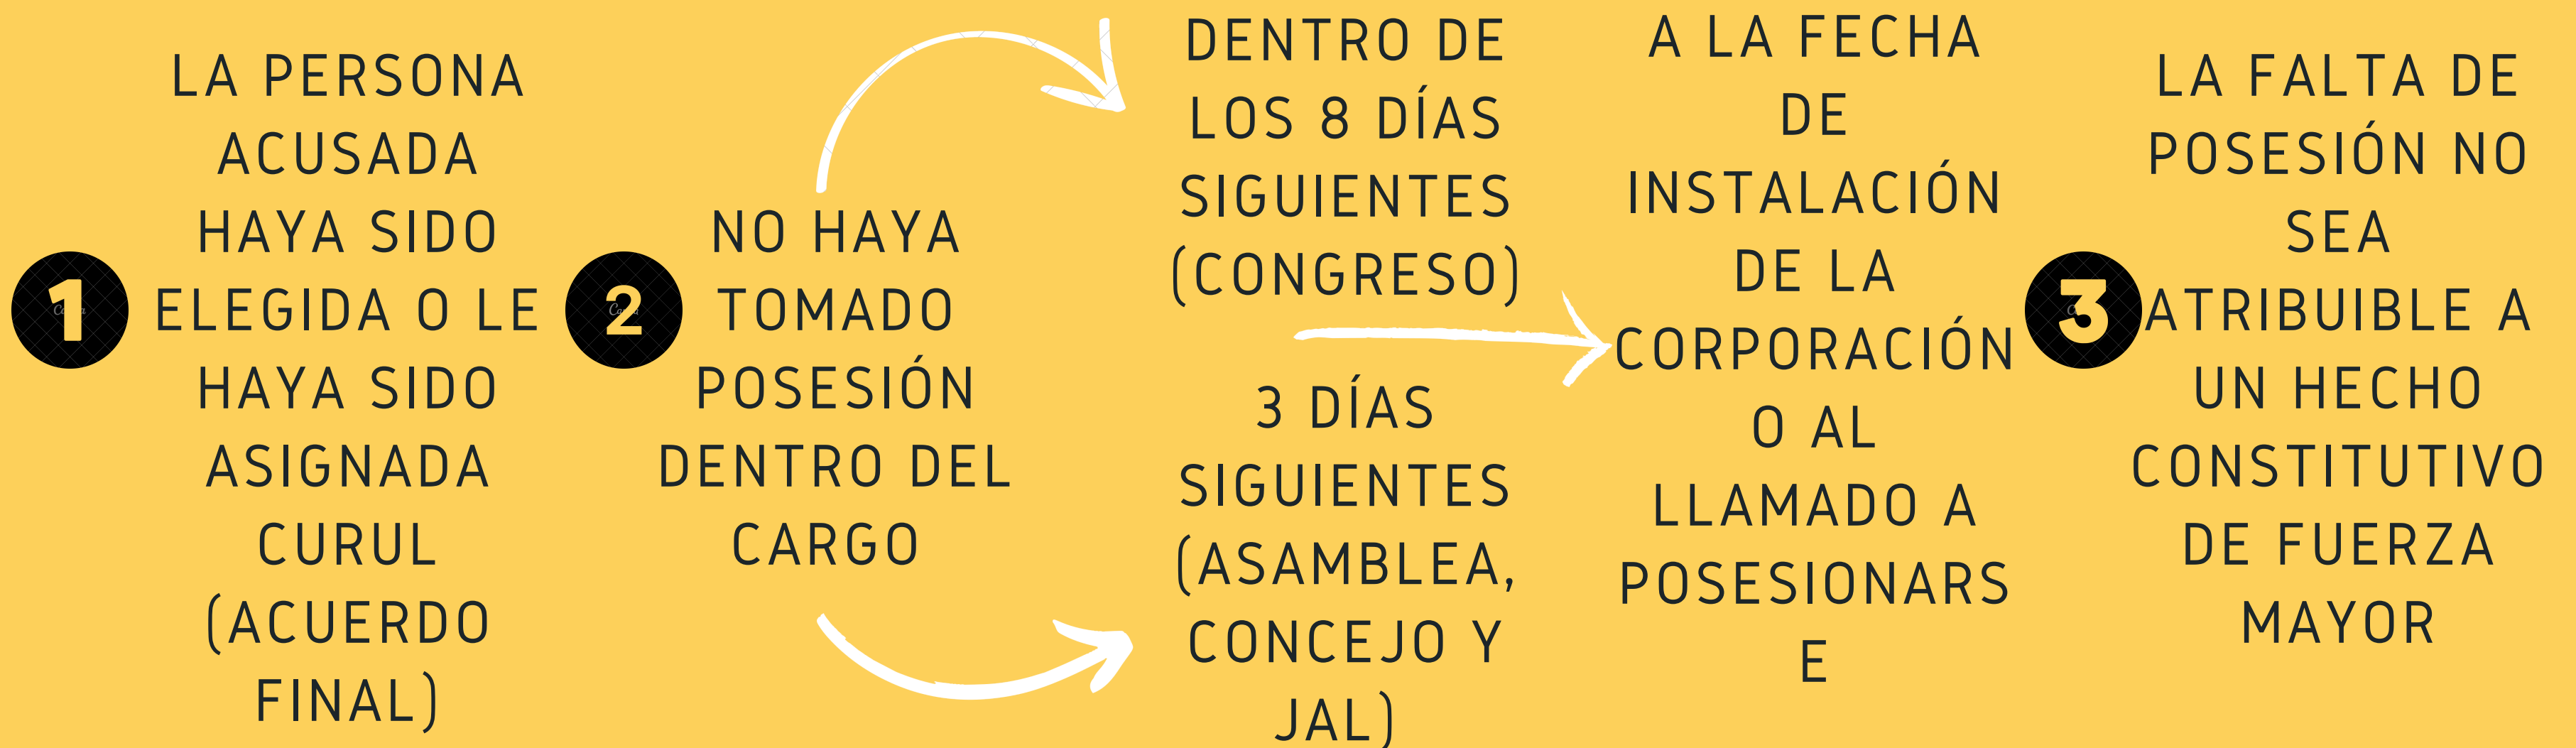 1
LA PERSONA
ACUSADA
HAYA SIDO
ELEGIDA O LE
HAYA SIDO
ASIGNADA
CURUL
(ACUERDO
FINAL)
2
NO HAYA
TOMADO
POSESIÓN
DENTRO DEL
CARGO
DENTRO DE
LOS 8 DÍAS
SIGUIENTES
(CONGRESO)
3 DÍAS
SIGUIENTES
(ASAMBLEA,
CONCEJO Y
JAL)
A LA FECHA
DE
INSTALACIÓN
DE LA
CORPORACIÓN
O AL
LLAMADO A
POSESIONARS
E
3
LA FALTA DE
POSESIÓN NO
SEA
ATRIBUIBLE A
UN HECHO
CONSTITUTIVO
DE FUERZA
MAYOR